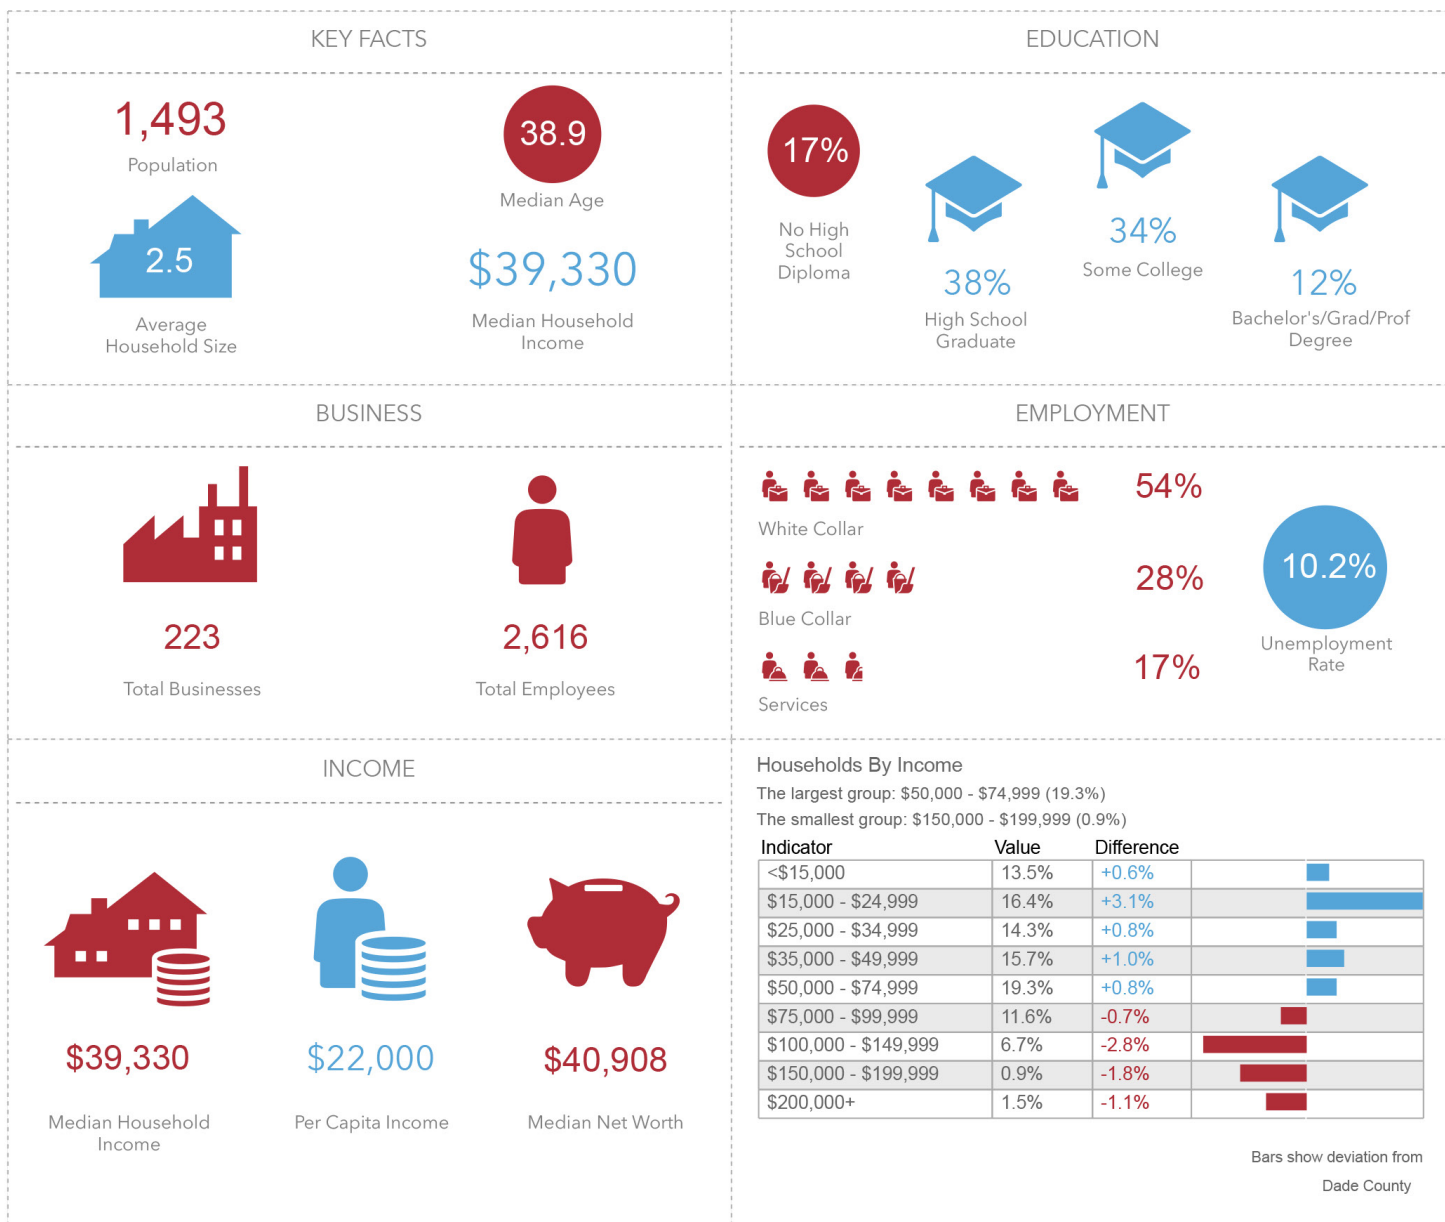 KEY FACTS
1,493
Population
38.9
Median Age
2.5
Average
Household Size
$39,330
Median Household
Income
EDUCATION
17%
No High
School
Diploma
38%
High School
Graduate
34%
Some College
12%
Bachelor's/Grad/Prof
Degree
BUSINESS
223
Total Businesses
2,616
Total Employees
EMPLOYMENT
54%
White Collar
28%
Blue Collar
17%
Services
10.2%
Unemployment
Rate
INCOME
$39,330
Median Household
Income
$22,000
Per Capita Income
$40,908
Median Net Worth
Households By Income
The largest group: $50,000 - $74,999 (19.3%)
The smallest group: $150,000 - $199,999 (0.9%)
Indicator Value Difference
<$15,000 13.5% +0.6%
$15,000 - $24,999 16.4% +3.1%
$25,000 - $34,999 14.3% +0.8%
$35,000 - $49,999 15.7% +1.0%
$50,000 - $74,999 19.3% +0.8%
$75,000 - $99,999 11.6% -0.7%
$100,000 - $149,999 6.7% -2.8%
$150,000 - $199,999 0.9% -1.8%
$200,000+ 1.5% -1.1%
Bars show deviation from
Dade County